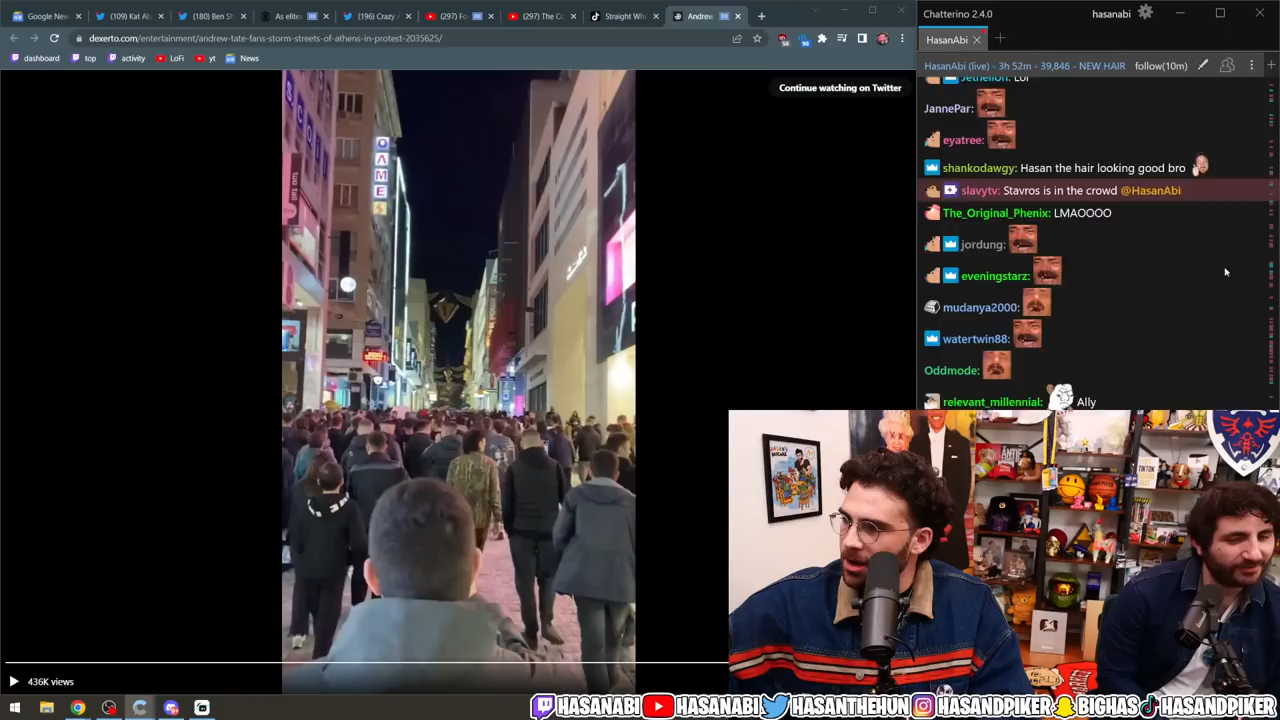 Google New
(109) Kat Ab
(180) Ben Sh
As elite
(196) Crazy
(297) Fo
(297) The Co
Straight Wh
Andrew
Chatterino 2.4.0
hasanabi
dexerto.com/entertainment/andrew-tate-fans-storm-streets-of-athens-in-protest-2035625/
HasanAbi
dashboard
top
activity
LoFi
yt
News
HasanAbi (live) - 3h 52m - 39,846 - NEW HAIR
follow(10m)
Continue watching on Twitter
Jethelion: Lol
JannePar:
eyatree:
shankodawgy: Hasan the hair looking good bro
slavytv: Stavros is in the crowd @HasanAbi
The_Original_Phenix: LMAOOOO
jordung:
eveningstarz:
mudanya2000:
watertwin88:
Oddmode:
relevant_millennial: Ally
436K views
HASANABI
HASANABI
HASANTHEHUN
HASANDPIKER
BIGHAS
HASANDPIKER